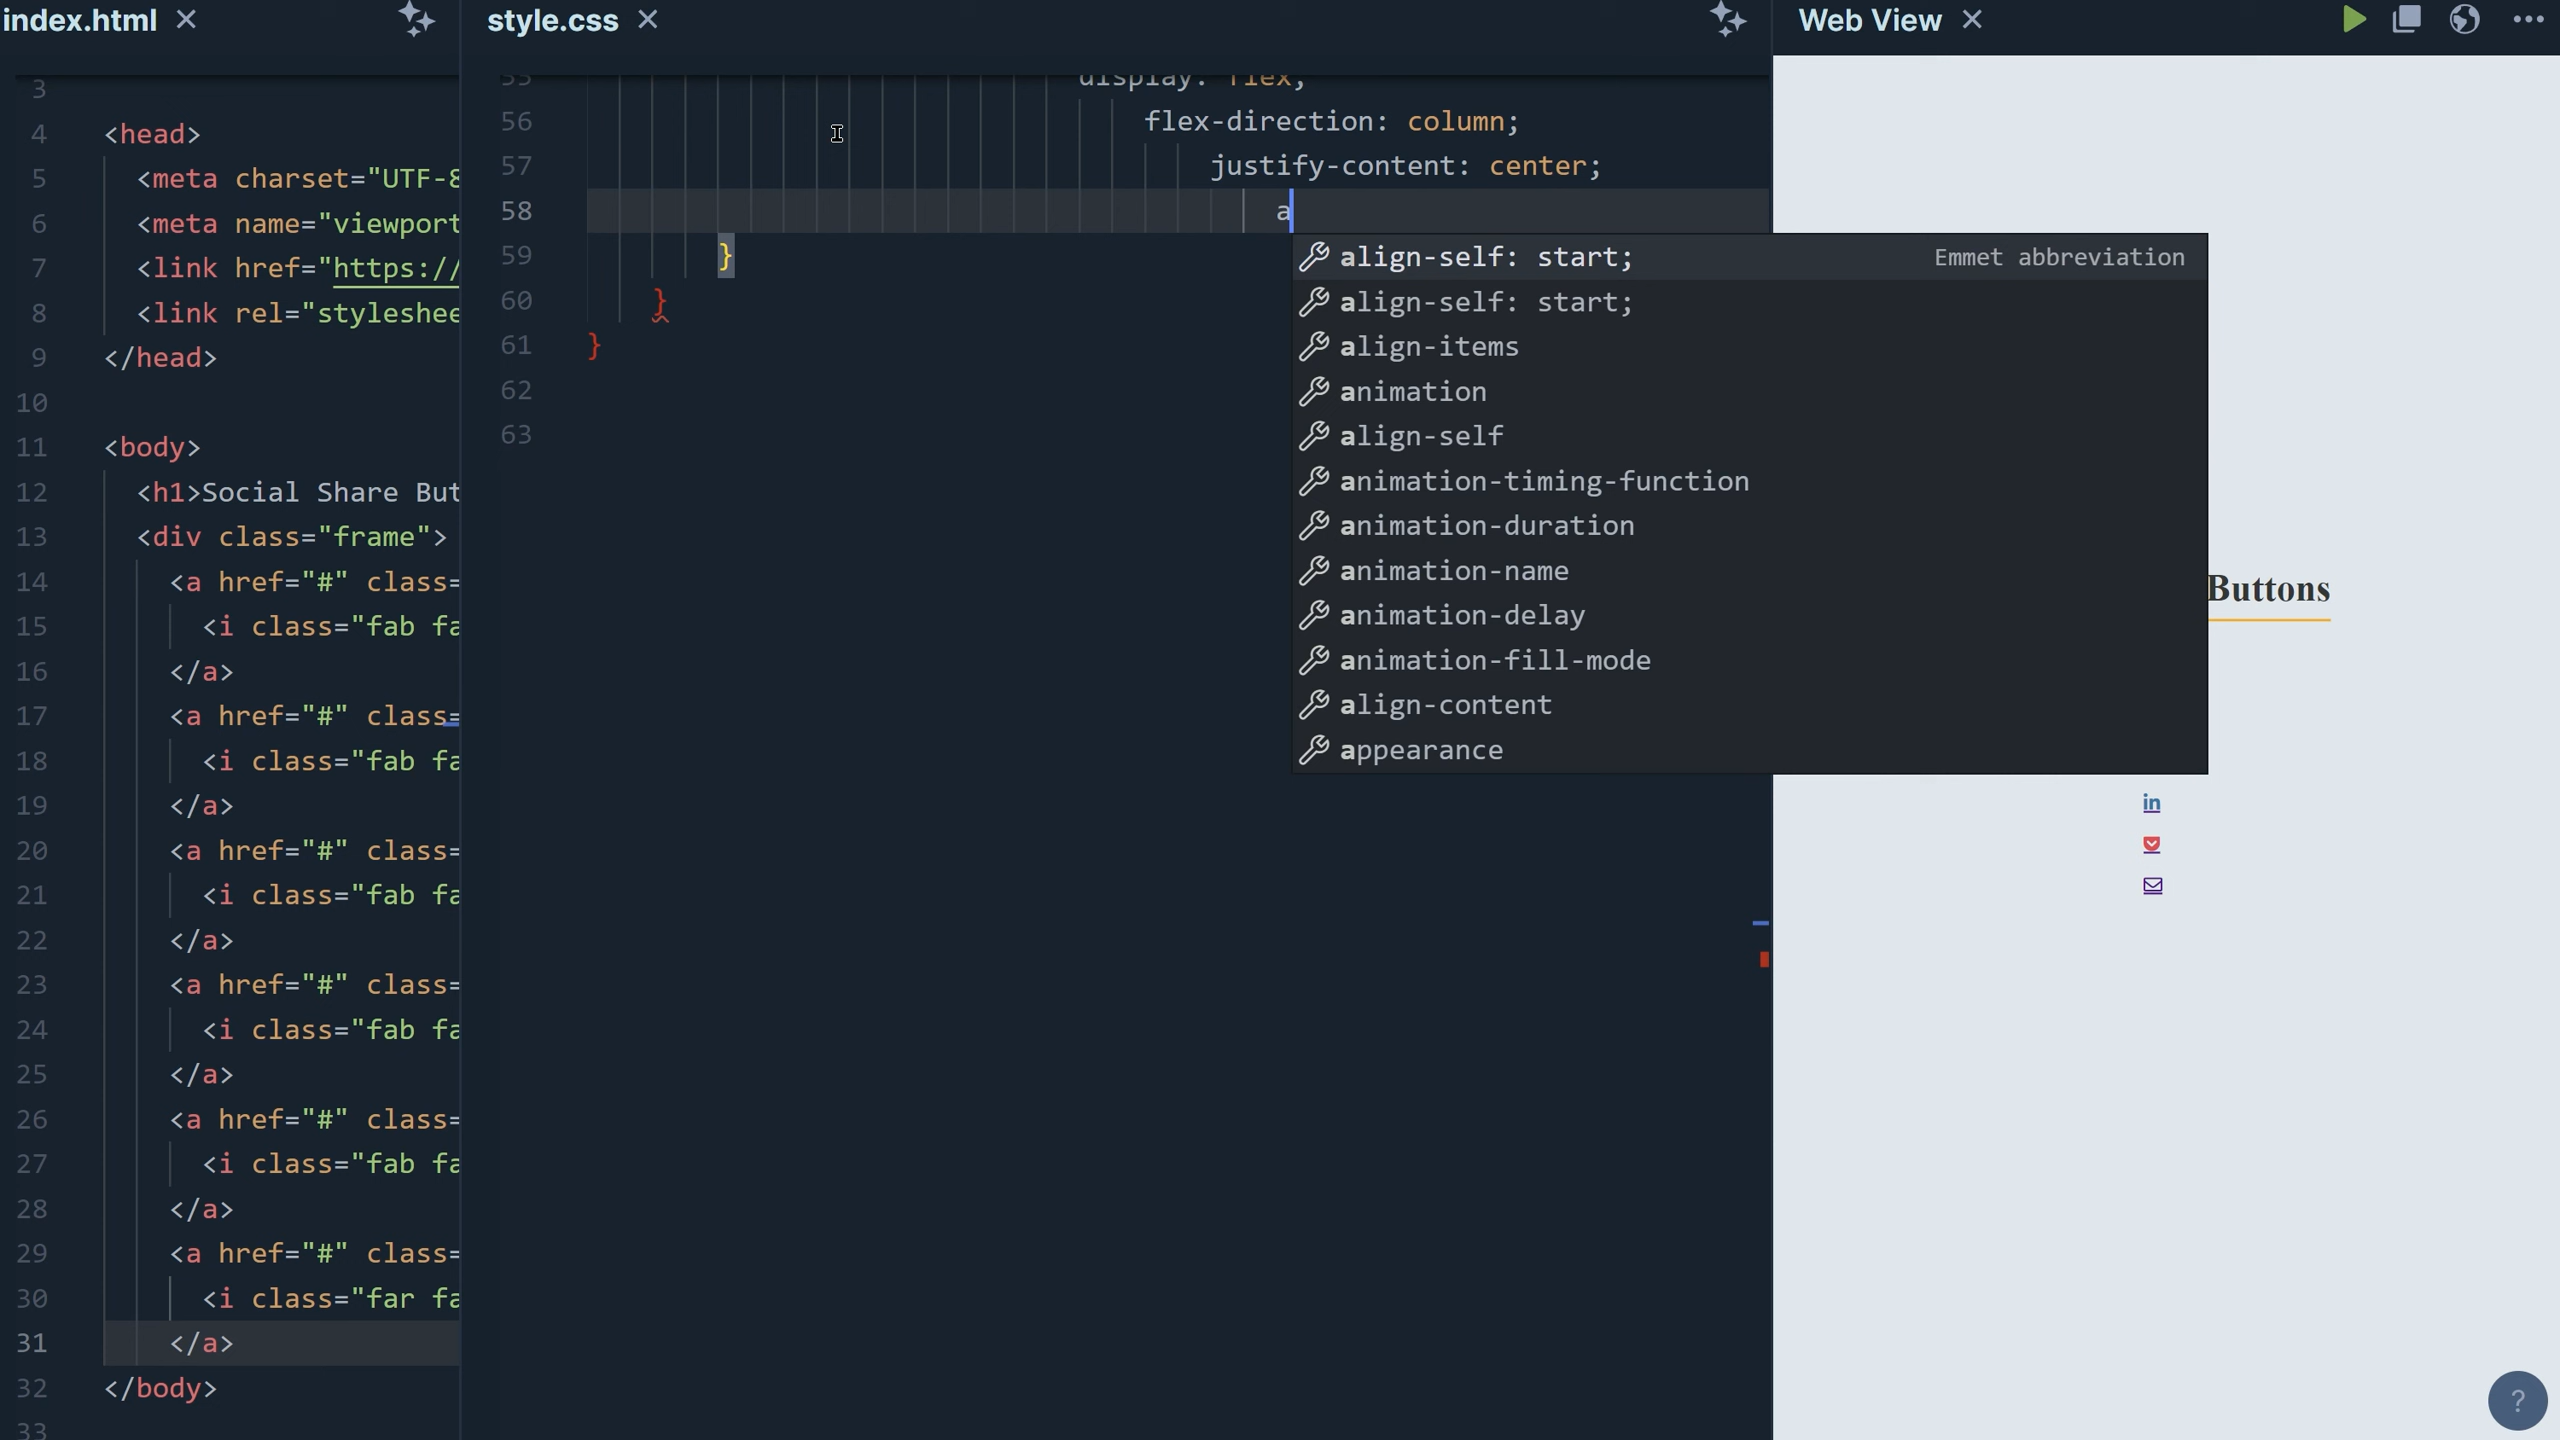 index.html
3
4 <head>
5 <meta charset="UTF-8
6 <meta name="viewport
7 <link href="https://
8 <link rel="styleshee
9 </head>
10
11 <body>
12 <h1>Social Share But
13 <div class="frame">
14 <a href="#" class=
15 <i class="fab fa
16 </a>
17 <a href="#" class=
18 <i class="fab fa
19 </a>
20 <a href="#" class=
21 <i class="fab fa
22 </a>
23 <a href="#" class=
24 <i class="fab fa
25 </a>
26 <a href="#" class=
27 <i class="fab fa
28 </a>
29 <a href="#" class=
30 <i class="far fa
31 </a>
32 </body>
33
style.css
55 display: flex;
56 flex-direction: column;
57 justify-content: center;
58 a
59 }
60 }
61 }
62
63
align-self: start; Emmet abbreviation
align-self: start;
align-items
animation
align-self
animation-timing-function
animation-duration
animation-name
animation-delay
animation-fill-mode
align-content
appearance
Web View
Buttons
in
?